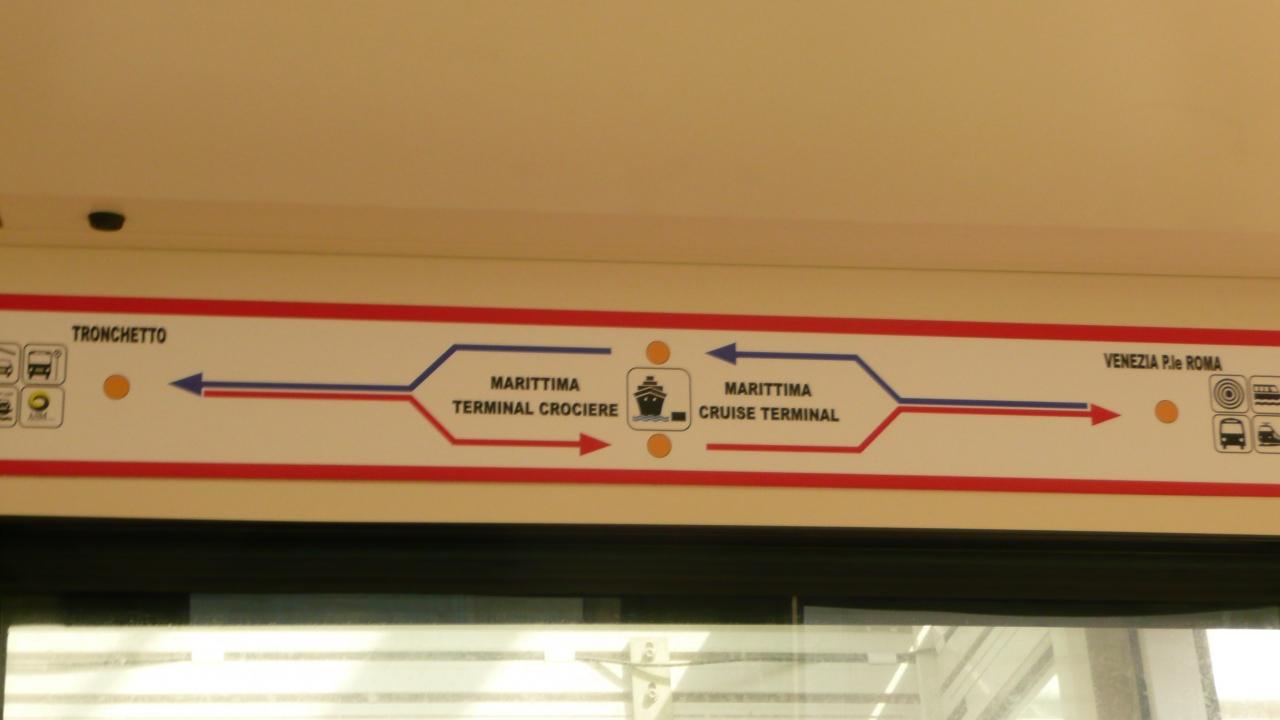 TRONCHETTO
MARITTIMA
TERMINAL CROCIERE
MARITTIMA
CRUISE TERMINAL
VENEZIA P.le ROMA